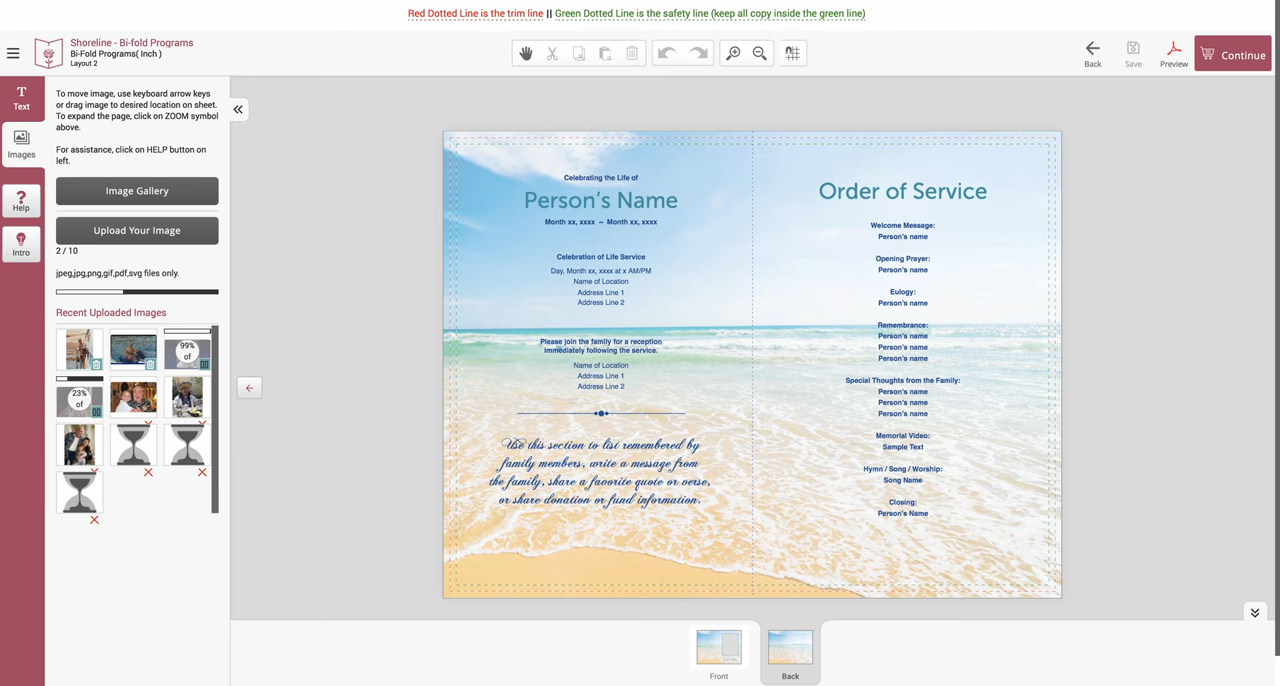 Red Dotted Line is the trim line || Green Dotted Line is the safety line (keep all copy inside the green line)
Shoreline - Bi-fold Programs
Bi-Fold Programs( Inch )
Layout 2
Back
Save
Preview
Continue
Text
Images
Help
Intro
To move image, use keyboard arrow keys
or drag image to desired location on sheet.
To expand the page, click on ZOOM symbol
above.
For assistance, click on HELP button on
left.
Image Gallery
Upload Your Image
2 / 10
jpeg,jpg,png,gif,pdf,svg files only.
Recent Uploaded Images
99%
of
23%
of
Celebrating the Life of
Person's Name
Month xx, xxxx ~ Month xx, xxxx
Celebration of Life Service
Day, Month xx, xxxx at x AM/PM
Name of Location
Address Line 1
Address Line 2
Please join the family for a reception
immediately following the service.
Name of Location
Address Line 1
Address Line 2
Use this section to list remembered by
family members, write a message from
the family, share a favorite quote or verse,
or share donation or fund information.
Order of Service
Welcome Message:
Person's name
Opening Prayer:
Person's name
Eulogy:
Person's name
Remembrance:
Person's name
Person's name
Person's name
Special Thoughts from the Family:
Person's name
Person's name
Person's name
Memorial Video:
Sample Text
Hymn / Song / Worship:
Song Name
Closing:
Person's Name
Front
Back